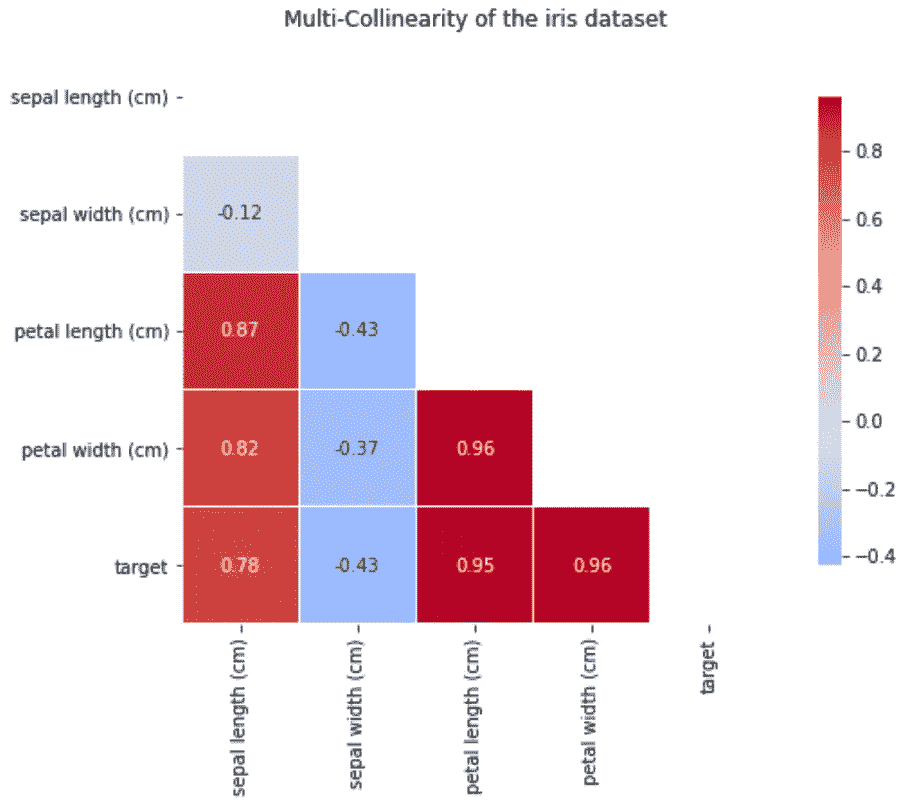 Multi-Collinearity of the iris dataset
sepal length (cm)
0.8
sepal width (cm)
-0.12
0.6
0.4
petal length (cm)
0.87
-0.43
0.2
0.0
petal width (cm)
0.82
-0.37
0.96
−0.2
target
0.78
-0.43
0.95
0.96
−0.4
sepal length (cm)
sepal width (cm)
petal length (cm)
petal width (cm)
target